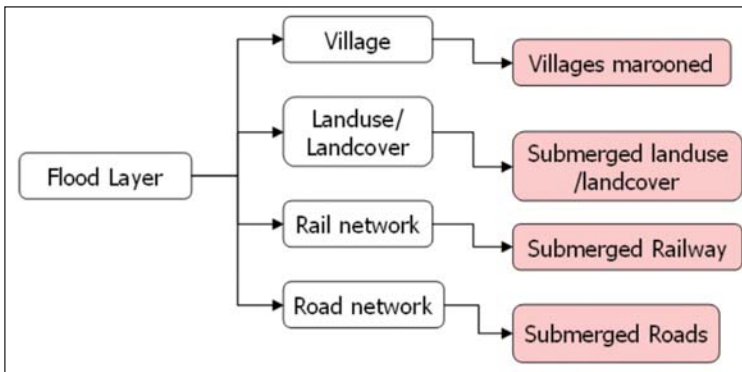 Flood Layer
Village
Villages marooned
Landuse/
Landcover
Submerged landuse
/landcover
Rail network
Submerged Railway
Road network
Submerged Roads